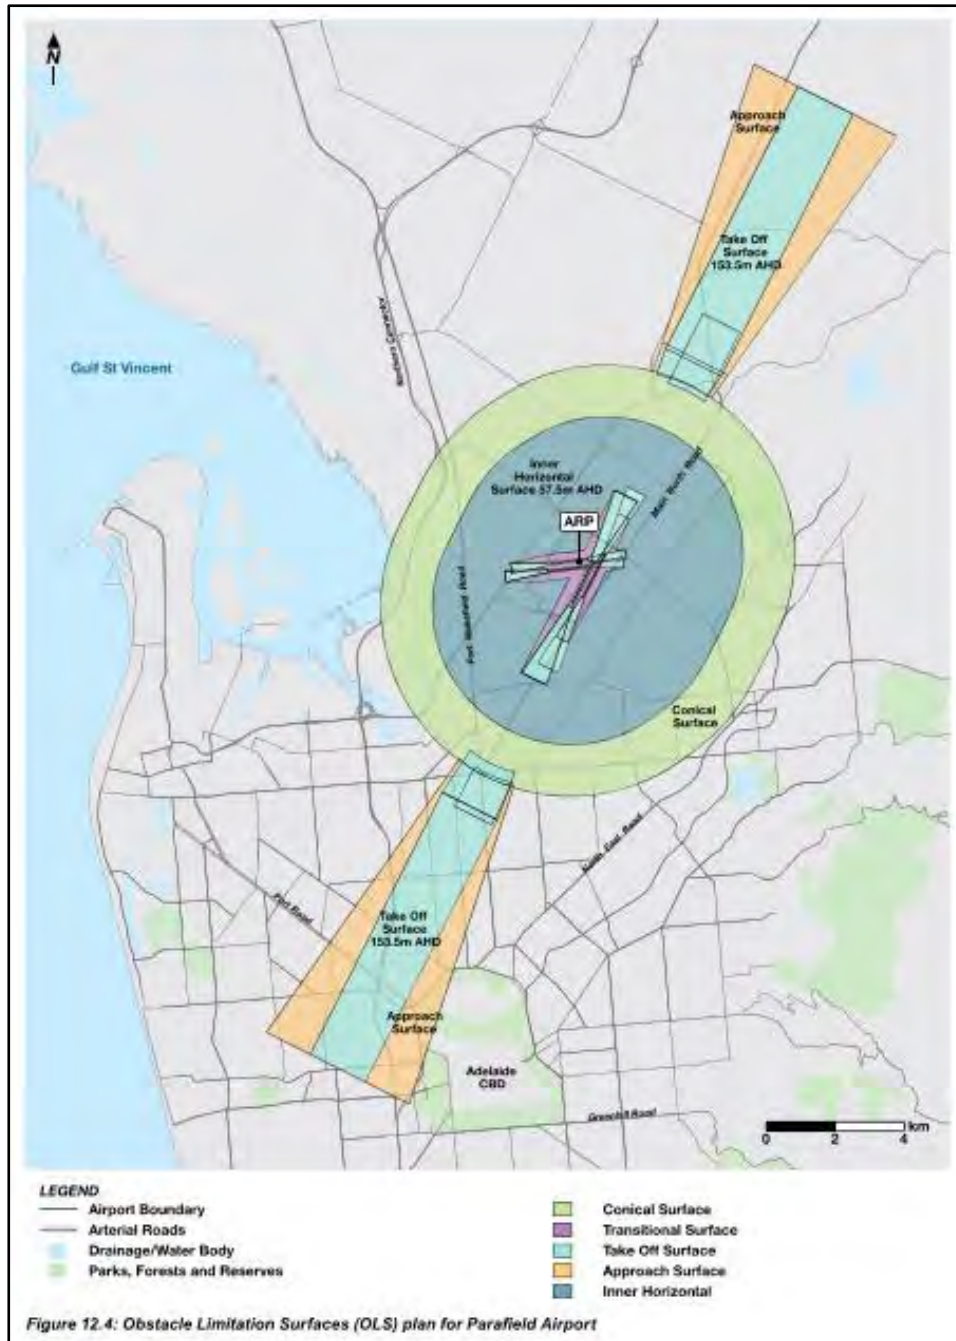 N
Approach
Surface
Take Off
Surface
153.5m AHD
Northern Connector
Gulf St Vincent
Inner
Horizontal
Surface 57.5m AHD
Main North Road
ARP
Port Wakefield Road
Conical
Surface
North East Road
Port Road
Take Off
Surface
153.5m AHD
Approach
Surface
Adelaide
CBD
Greenhill Road
km
0 2 4
LEGEND
Airport Boundary
Arterial Roads
Drainage/Water Body
Parks, Forests and Reserves
Conical Surface
Transitional Surface
Take Off Surface
Approach Surface
Inner Horizontal
Figure 12.4: Obstacle Limitation Surfaces (OLS) plan for Parafield Airport